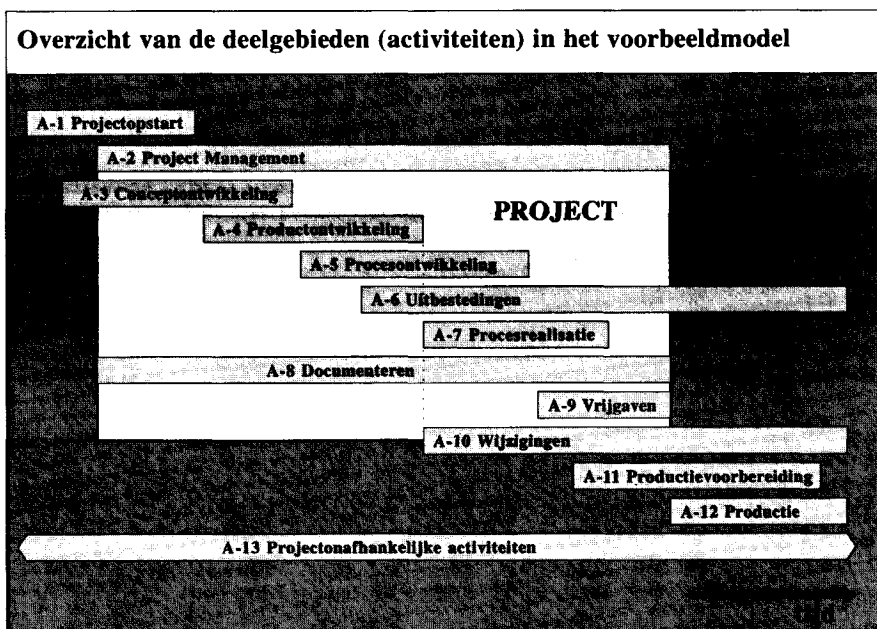 Overzicht van de deelgebieden (activiteiten) in het voorbeeldmodel
A-1 Projectopstart
A-2 Project Management
A-3 Conceptontwikkeling
PROJECT
A-4 Productontwikkeling
A-5 Procesontwikkeling
A-6 Uitbestedingen
A-7 Procesrealisatie
A-8 Documenteren
A-9 Vrijgaven
A-10 Wijzigingen
A-11 Productievoorbereiding
A-12 Productie
A-13 Projectonafhankelijke activiteiten